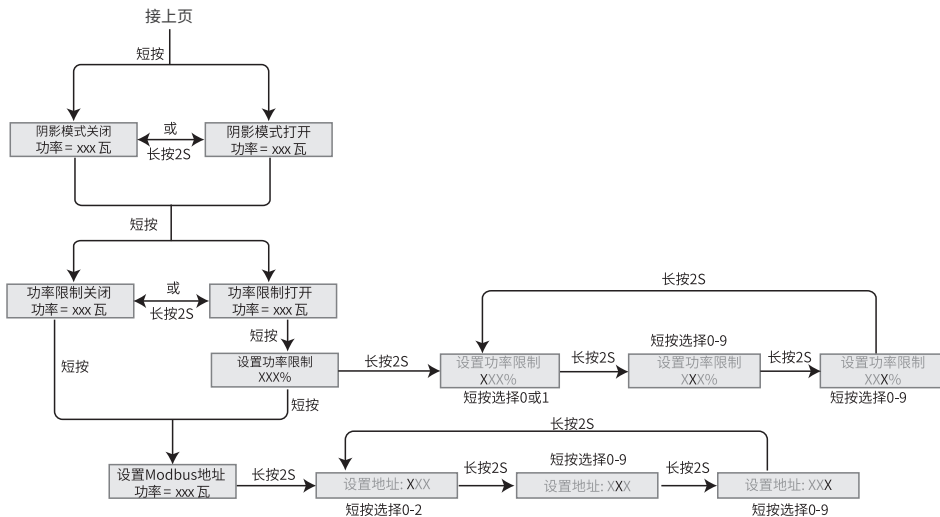 接上页
短按
阴影模式关闭
功率= xxx 瓦
或
长按2S
阴影模式打开
功率= xxx 瓦
短按
功率限制关闭
功率= xxx 瓦
或
长按2S
功率限制打开
功率= xxx 瓦
长按2S
短按
短按
设置功率限制
XXX%
长按2S
设置功率限制
XXX%
短按选择0或1
长按2S
短按选择0-9
设置功率限制
XXX%
长按2S
设置功率限制
XXX%
短按选择0-9
短按
设置Modbus地址
功率= xxx 瓦
长按2S
长按2S
设置地址: XXX
短按选择0-2
长按2S
短按选择0-9
设置地址: XXX
长按2S
设置地址: XXX
短按选择0-9